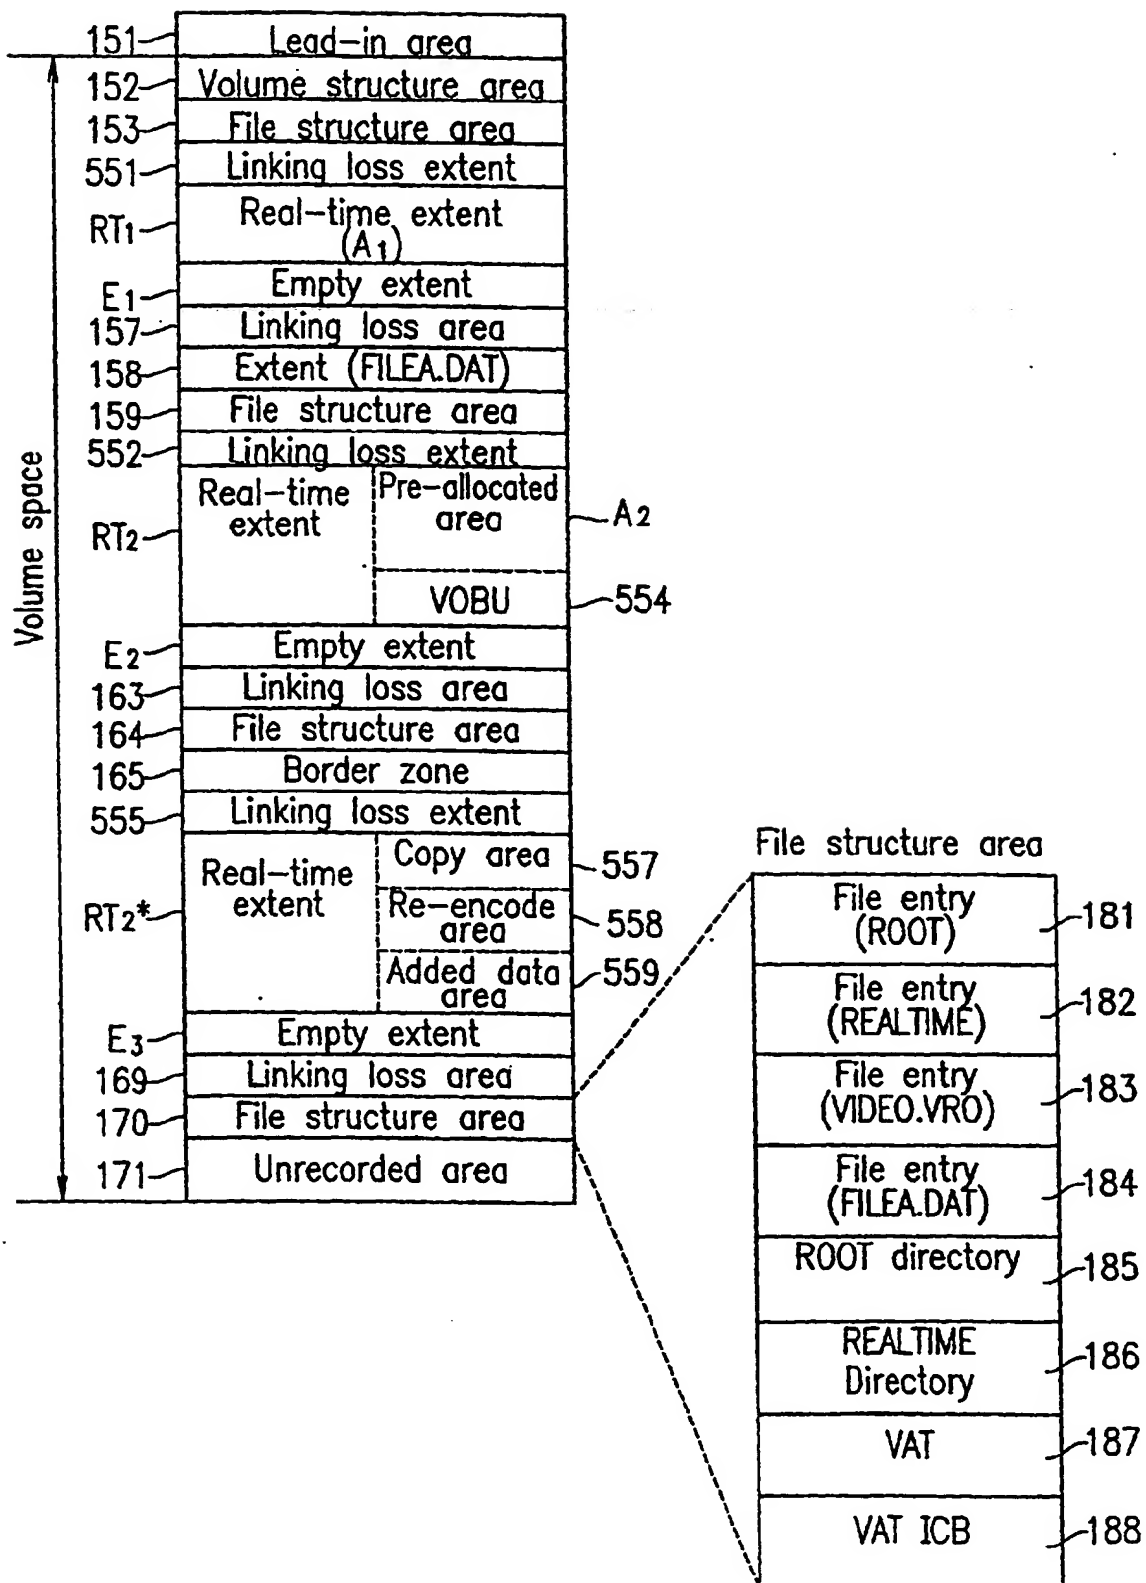 151 Lead-in area
152 Volume structure area
153 File structure area
551 Linking loss extent
RT1 Real-time extent
(A1)
E1 Empty extent
157 Linking loss area
158 Extent (FILEA.DAT)
159 File structure area
552 Linking loss extent
RT2 Real-time
extent
Pre-allocated
area
A2
VOBU 554
E2 Empty extent
163 Linking loss area
164 File structure area
165 Border zone
555 Linking loss extent
RT2* Real-time
extent
Copy area 557
Re-encode
area
558
Added data
area
559
E3 Empty extent
169 Linking loss area
170 File structure area
171 Unrecorded area
Volume space
File structure area
File entry
(ROOT)
181
File entry
(REALTIME)
182
File entry
(VIDEO.VRO)
183
File entry
(FILEA.DAT)
184
ROOT directory 185
REALTIME
Directory
186
VAT 187
VAT ICB 188